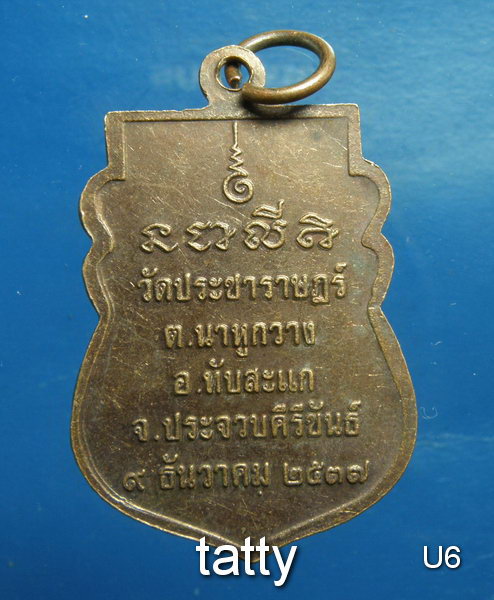 วัดประชาราษฎร์
ต.นาหูกวาง
อ.ทับสะแก
จ.ประจวบคีรีขันธ์
๙ ธันวาคม ๒๕๓๗
tatty
U6